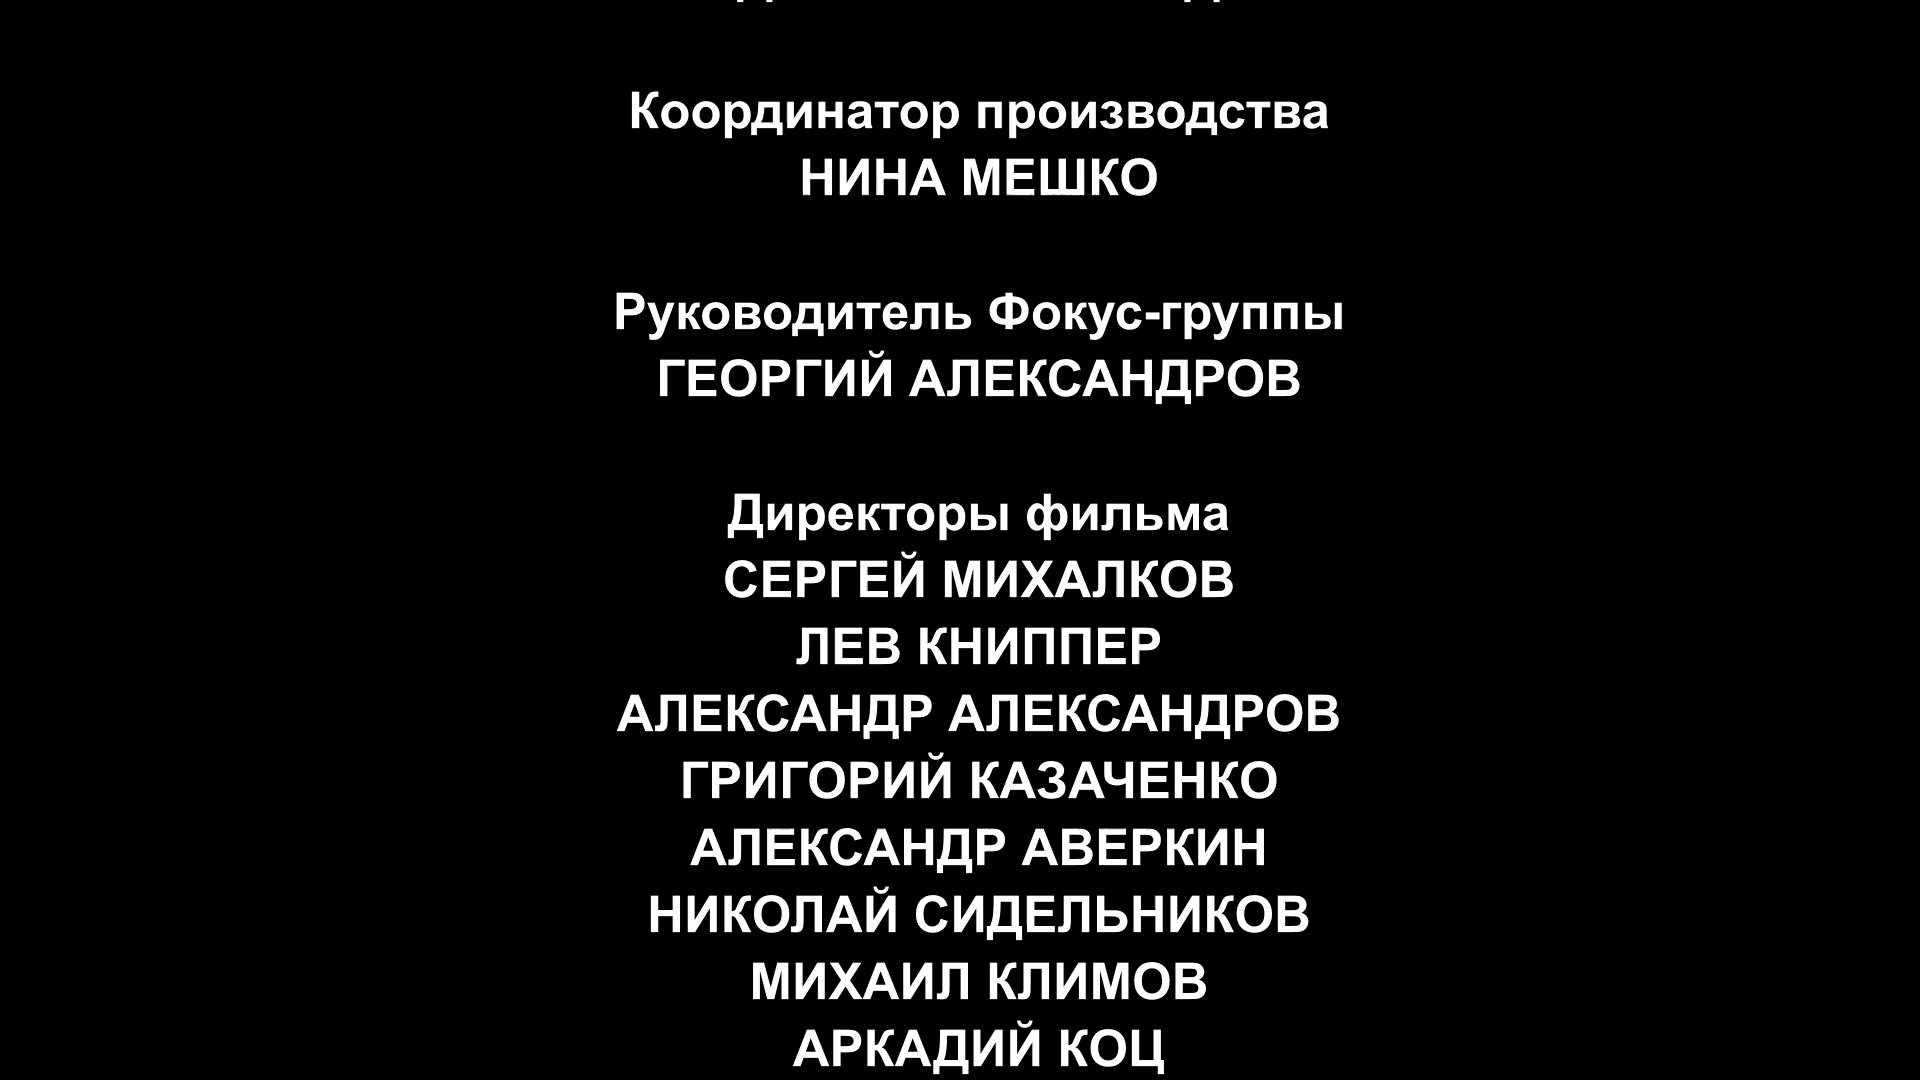 Координатор производства
НИНА МЕШКО
Руководитель Фокус-группы
ГЕОРГИЙ АЛЕКСАНДРОВ
Директоры фильма
СЕРГЕЙ МИХАЛКОВ
ЛЕВ КНИППЕР
АЛЕКСАНДР АЛЕКСАНДРОВ
ГРИГОРИЙ КАЗАЧЕНКО
АЛЕКСАНДР АВЕРКИН
НИКОЛАЙ СИДЕЛЬНИКОВ
МИХАИЛ КЛИМОВ
АРКАДИЙ КОЦ